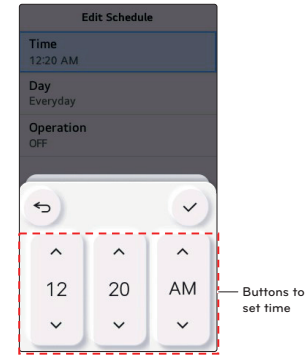 Edit Schedule
Time
12:20 AM
Day
Everyday
Operation
OFF
12 20 AM
Buttons to
set time